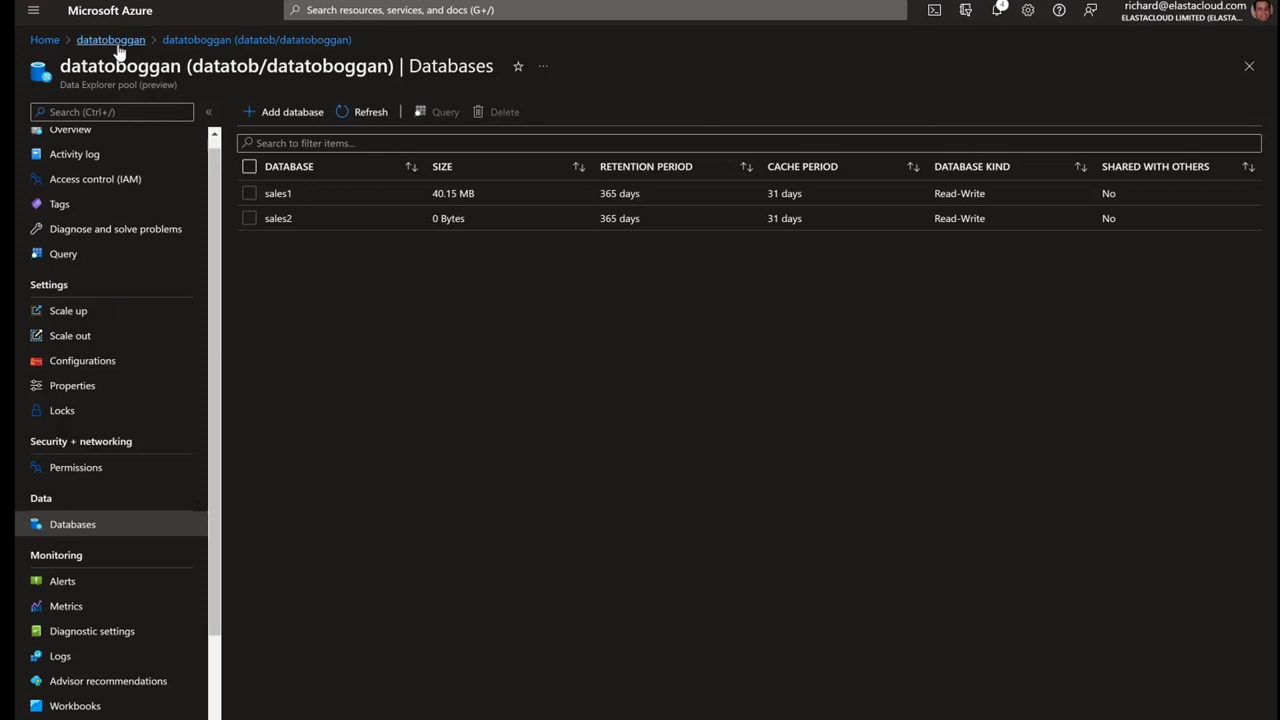 Microsoft Azure
Search resources, services, and docs (G+/)
4
richard@elastacloud.com
ELASTACLOUD LIMITED (ELASTA...
Home > datatoboggan > datatoboggan (datatob/datatoboggan)
datatoboggan (datatob/datatoboggan) | Databases
Data Explorer pool (preview)
Search (Ctrl+/)
Overview
Activity log
Access control (IAM)
Tags
Diagnose and solve problems
Query
Settings
Scale up
Scale out
Configurations
Properties
Locks
Security + networking
Permissions
Data
Databases
Monitoring
Alerts
Metrics
Diagnostic settings
Logs
Advisor recommendations
Workbooks
Add database Refresh Query Delete
Search to filter items...
DATABASE SIZE RETENTION PERIOD CACHE PERIOD DATABASE KIND SHARED WITH OTHERS
sales1 40.15 MB 365 days 31 days Read-Write No
sales2 0 Bytes 365 days 31 days Read-Write No